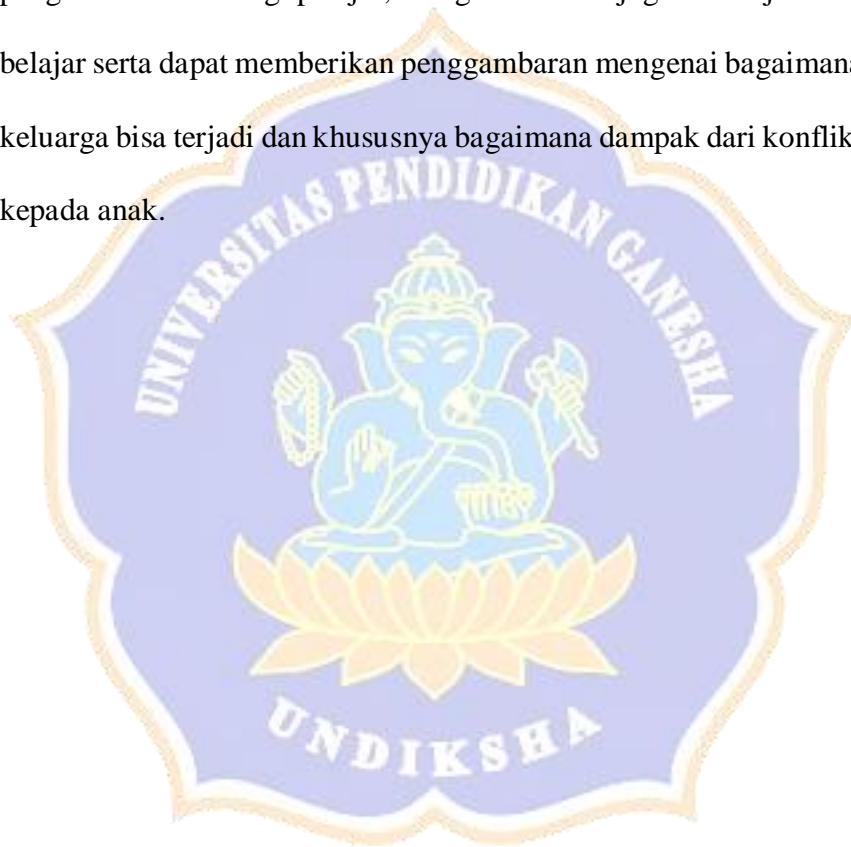 belajar serta dapat memberikan penggambaran mengenai bagaimana
keluarga bisa terjadi dan khususnya bagaimana dampak dari konflik
kepada anak.
UNIVERSITAS PENDIDIKAN GANESHA
UNDIKSHA